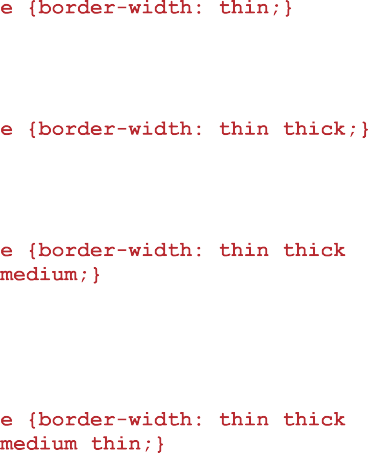 e {border-width: thin;}
e {border-width: thin thick;}
e {border-width: thin thick
medium;}
e {border-width: thin thick
medium thin;}